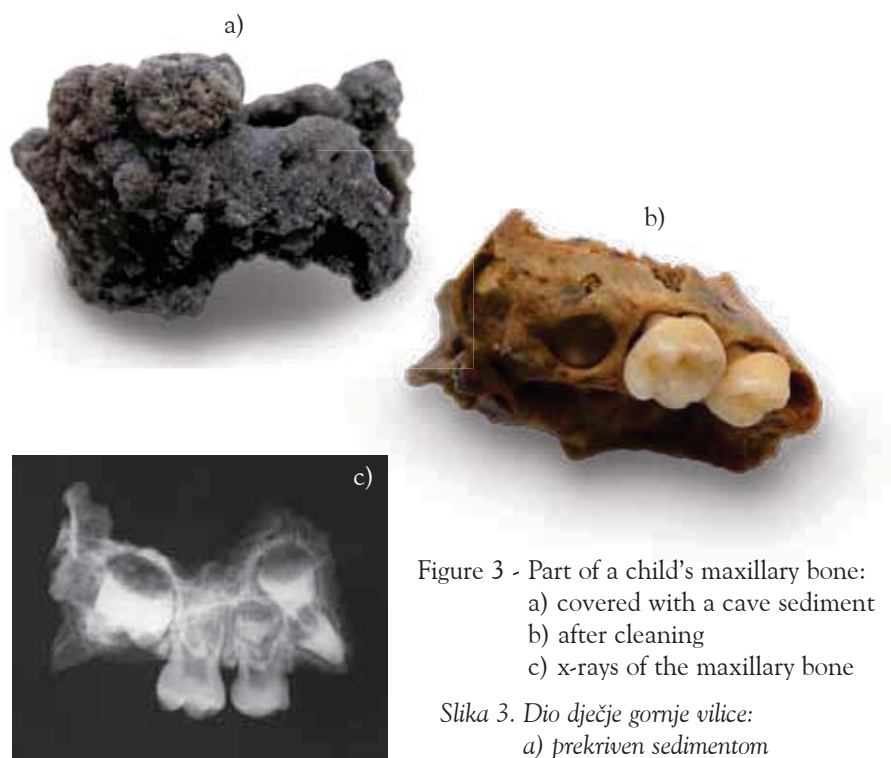 a)
b)
c)
Figure 3 - Part of a child's maxillary bone:
a) covered with a cave sediment
b) after cleaning
c) x-rays of the maxillary bone
Slika 3. Dio dječje gornje vilice:
a) prekriven sedimentom